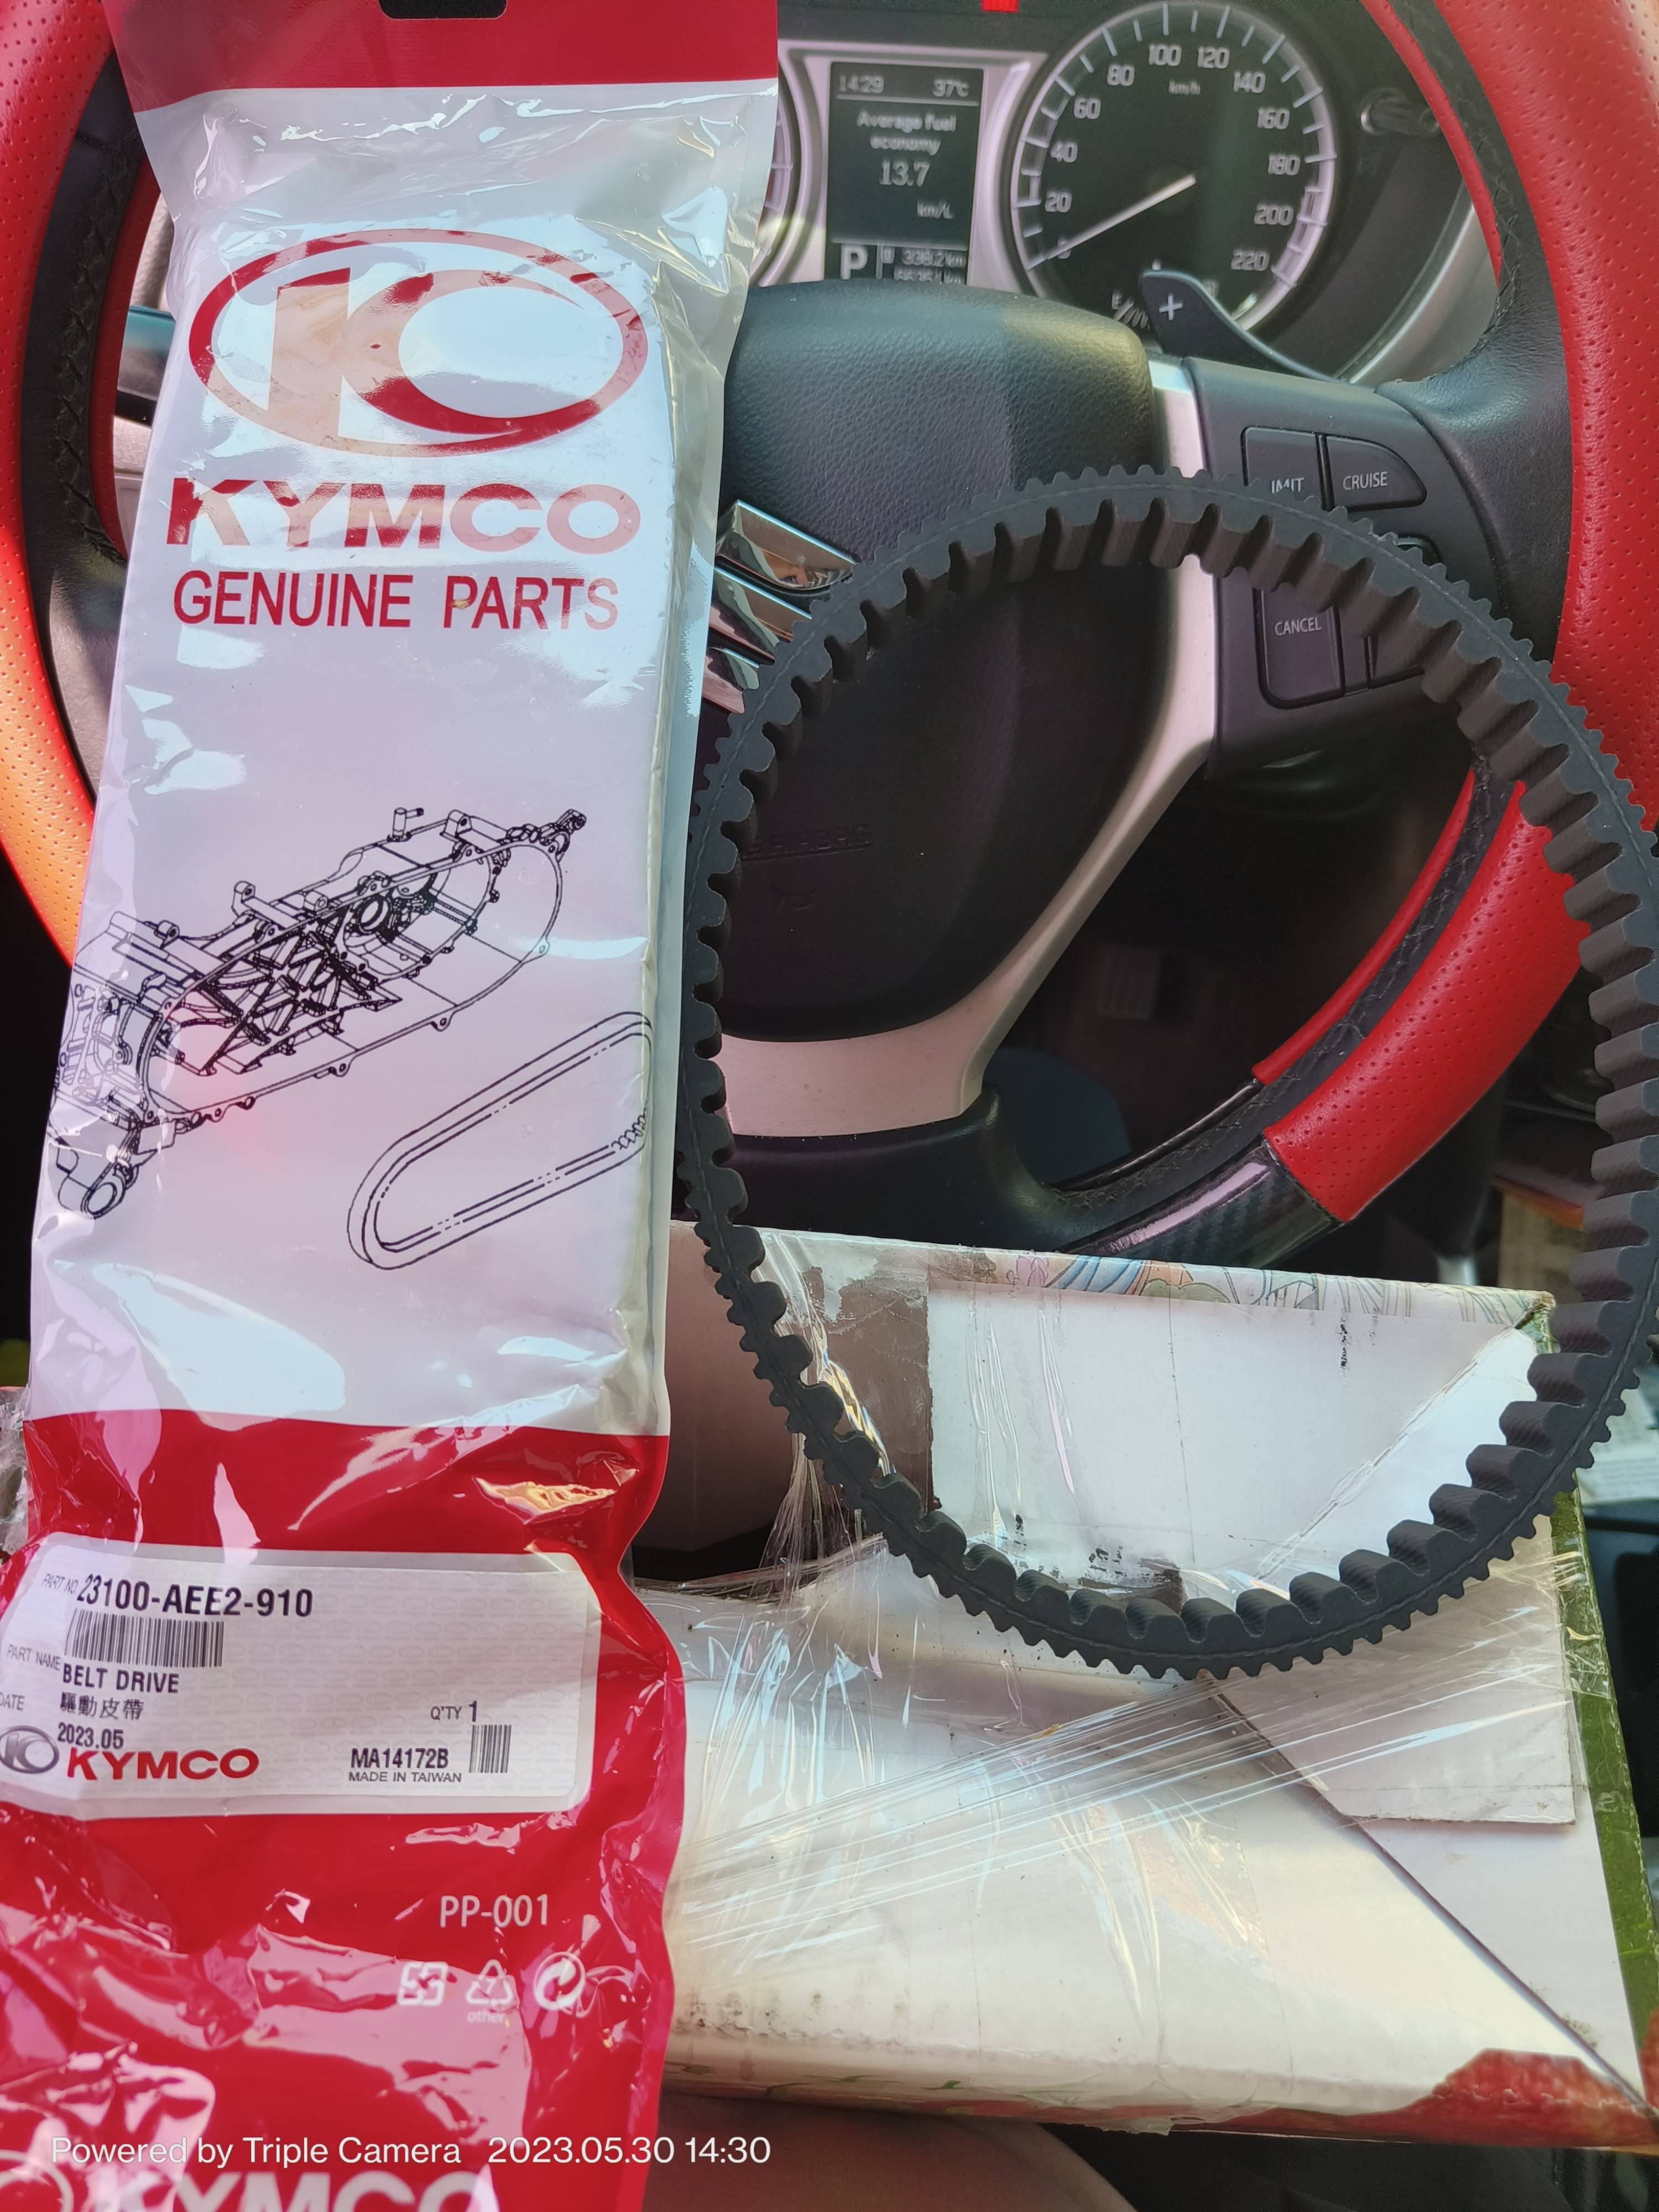 KYMCO
GENUINE PARTS
PART NO. 23100-AEE2-910
PART NAME BELT DRIVE
驅動皮帶
DATE 2023.05
Q'TY 1
KYMCO
MA14172B
MADE IN TAIWAN
PP-001
7
other
KYMCO
14:29 37℃
Average fuel
economy
13.7
km/L
P
0
20
40
60
80
100
120
140
160
180
200
220
km/h
+
LIMIT
CRUISE
CANCEL
Powered by Triple Camera 2023.05.30 14:30